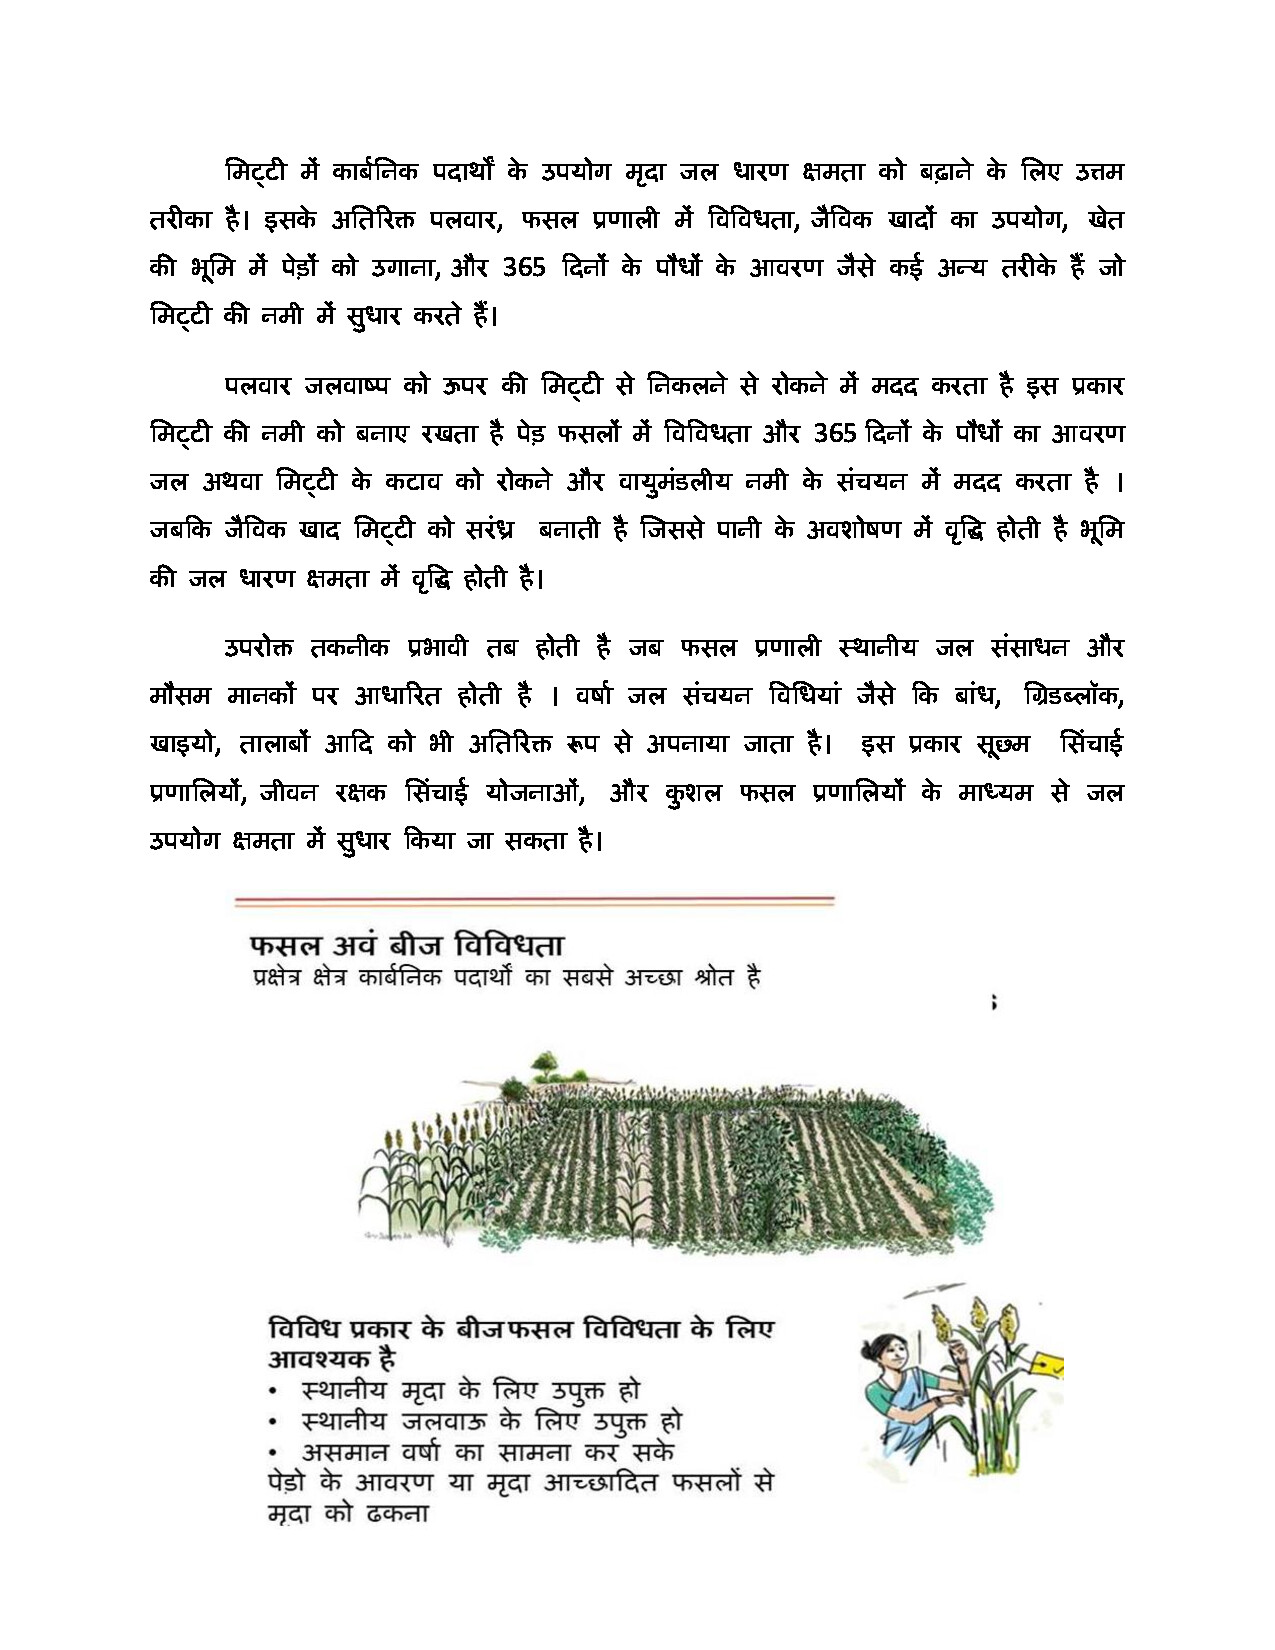 मिट्टी में कार्बनिक पदार्थों के उपयोग मृदा जल धारण क्षमता को बढ़ाने के लिए उत्तम
तरीका है। इसके अतिरिक्त पलवार, फसल प्रणाली में विविधता, जैविक खादों का उपयोग, खेत
की भूमि में पेड़ों को उगाना, और 365 दिनों के पौधों के आवरण जैसे कई अन्य तरीके हैं जो
मिट्टी की नमी में सुधार करते हैं।
पलवार जलवाष्प को ऊपर की मिट्टी से निकलने से रोकने में मदद करता है इस प्रकार
मिट्टी की नमी को बनाए रखता है पेड़ फसलों में विविधता और 365 दिनों के पौधों का आवरण
जल अथवा मिट्टी के कटाव को रोकने और वायुमंडलीय नमी के संचयन में मदद करता है ।
जबकि जैविक खाद मिट्टी को सरंध्र बनाती है जिससे पानी के अवशोषण में वृद्धि होती है भूमि
की जल धारण क्षमता में वृद्धि होती है।
उपरोक्त तकनीक प्रभावी तब होती है जब फसल प्रणाली स्थानीय जल संसाधन और
मौसम मानकों पर आधारित होती है । वर्षा जल संचयन विधियां जैसे कि बांध, ग्रिडब्लॉक,
खाइयो, तालाबों आदि को भी अतिरिक्त रूप से अपनाया जाता है। इस प्रकार सूछम सिंचाई
प्रणालियों, जीवन रक्षक सिंचाई योजनाओं, और कुशल फसल प्रणालियों के माध्यम से जल
उपयोग क्षमता में सुधार किया जा सकता है।
फसल अवं बीज विविधता
प्रक्षेत्र क्षेत्र कार्बनिक पदार्थों का सबसे अच्छा श्रोत है
विविध प्रकार के बीज फसल विविधता के लिए
आवश्यक है
• स्थानीय मृदा के लिए उपुक्त हो
• स्थानीय जलवाऊ के लिए उपुक्त हो
• असमान वर्षा का सामना कर सके
पेड़ो के आवरण या मृदा आच्छादित फसलों से
मृदा को ढकना